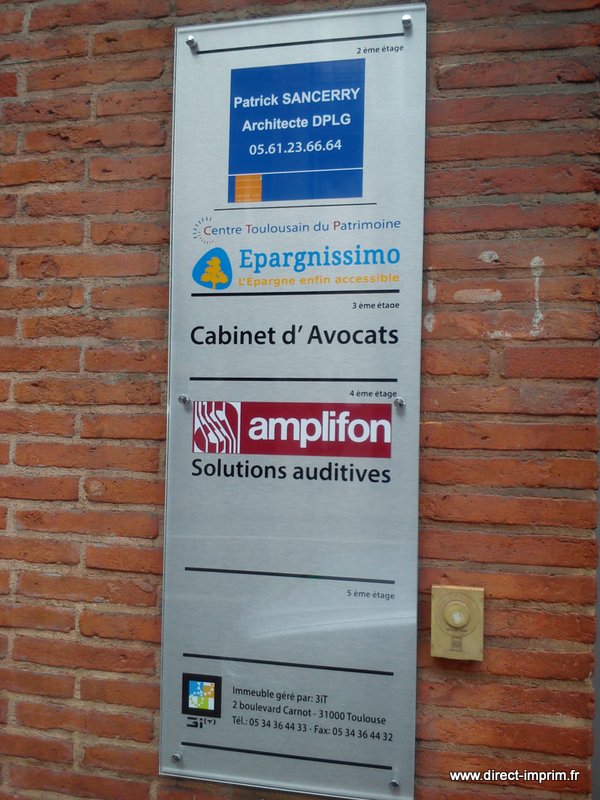 2 ème étage
Patrick SANCERRY
Architecte DPLG
05.61.23.66.64
Centre Toulousain du Patrimoine
Epargnissimo
L'Épargne enfin accessible
3 ème étage
Cabinet d'Avocats
4 ème étage
amplifon
Solutions auditives
5 ème étage
Immeuble géré par: 3iT
2 boulevard Carnot - 31000 Toulouse
Tél.: 05 34 36 44 33 - Fax: 05 34 36 44 32
www.direct-imprim.fr